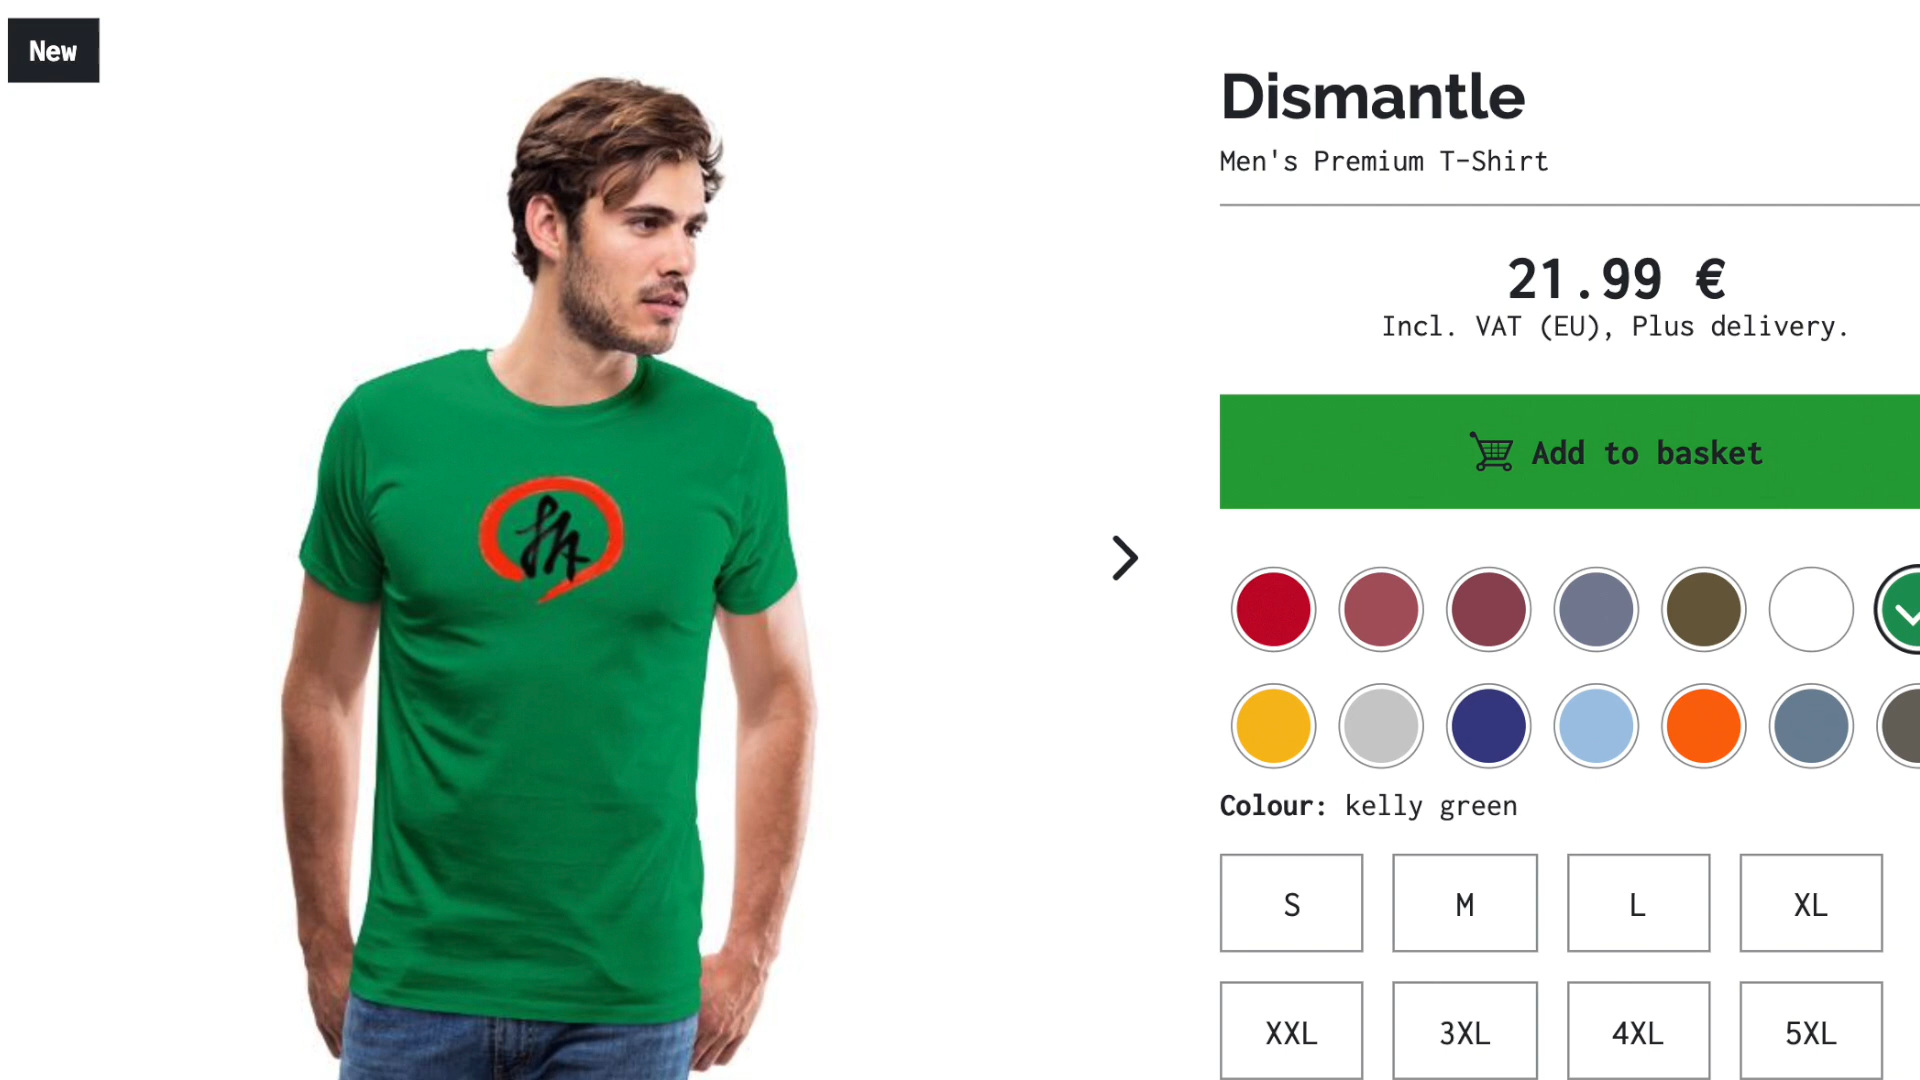 New
Dismantle
Men's Premium T-Shirt
21.99 €
Incl. VAT (EU), Plus delivery.
Add to basket
Colour: kelly green
S M L XL
XXL 3XL 4XL 5XL